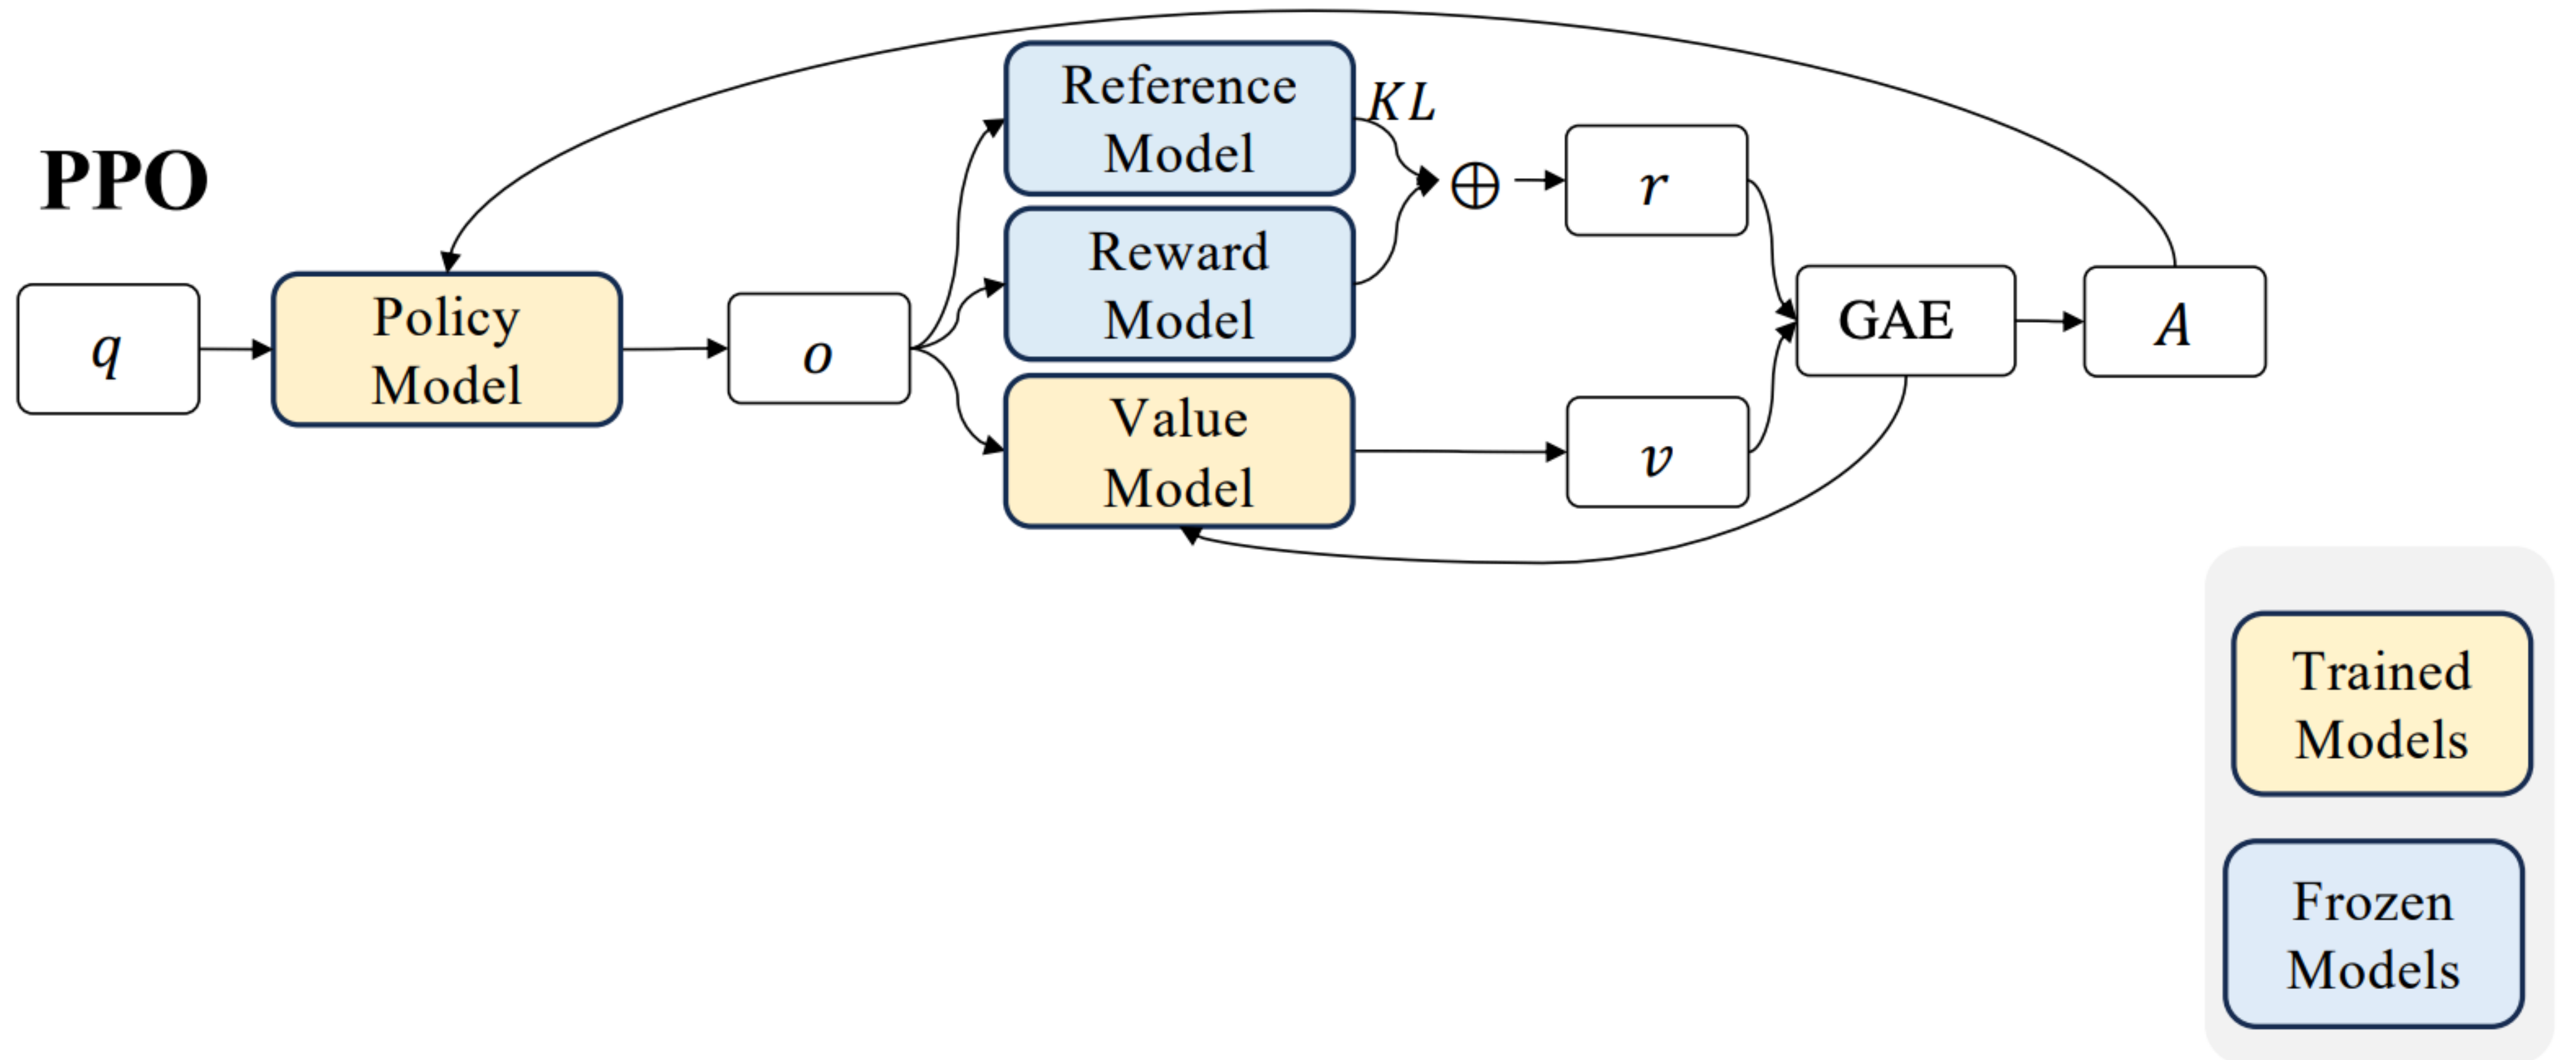 PPO
q
Policy
Model
o
Reference
Model
Reward
Model
Value
Model
KL
⊕
r
v
GAE
A
Trained
Models
Frozen
Models